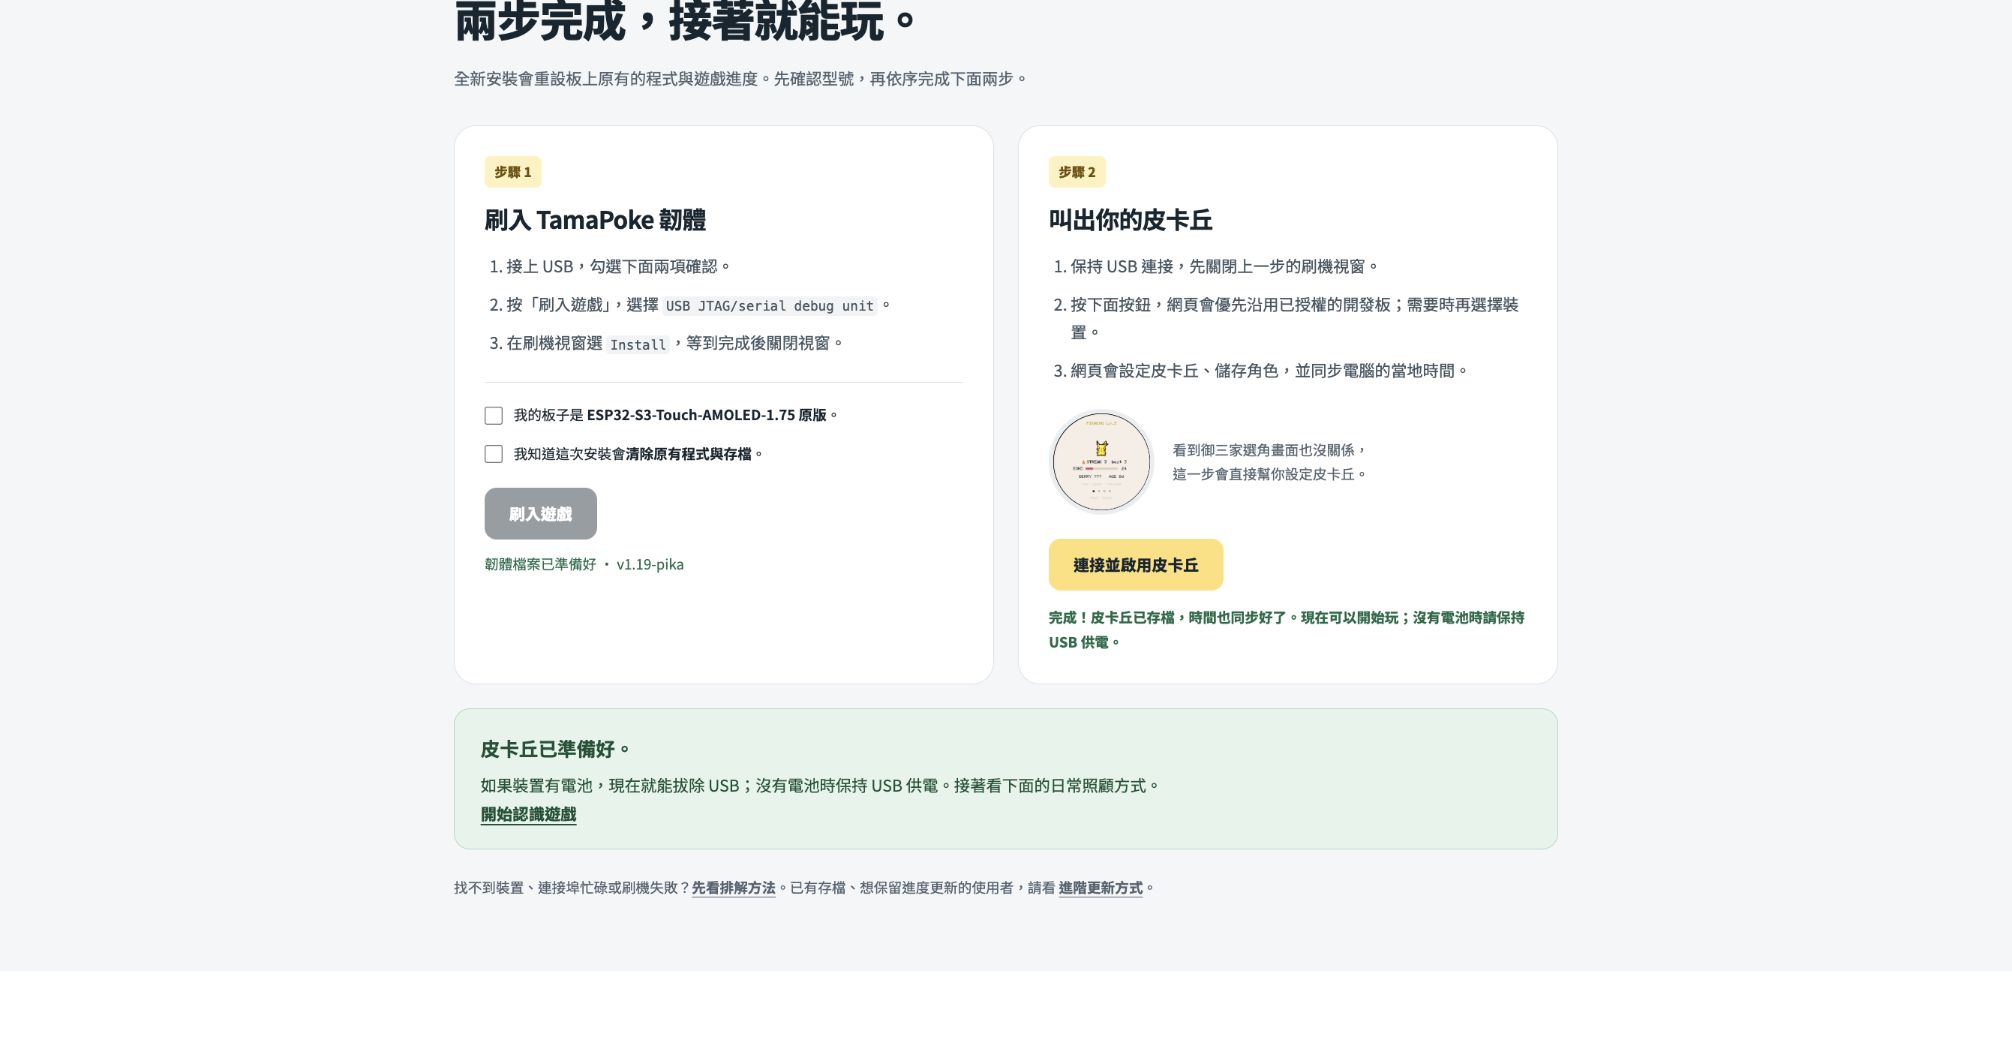 兩步完成，接著就能玩。
全新安裝會重設板上原有的程式與遊戲進度。先確認型號，再依序完成下面兩步。
步驟 1
刷入 TamaPoke 韌體
1. 接上 USB，勾選下面兩項確認。
2. 按「刷入遊戲」，選擇 USB JTAG/serial debug unit 。
3. 在刷機視窗選 Install ，等到完成後關閉視窗。
我的板子是 ESP32-S3-Touch-AMOLED-1.75 原版。
我知道這次安裝會清除原有程式與存檔。
刷入遊戲
韌體檔案已準備好 · v1.19-pika
步驟 2
叫出你的皮卡丘
1. 保持 USB 連接，先關閉上一步的刷機視窗。
2. 按下面按鈕，網頁會優先沿用已授權的開發板；需要時再選擇裝
置。
3. 網頁會設定皮卡丘、儲存角色，並同步電腦的當地時間。
看到御三家選角畫面也沒關係，
這一步會直接幫你設定皮卡丘。
連接並啟用皮卡丘
完成！皮卡丘已存檔，時間也同步好了。現在可以開始玩；沒有電池時請保持
USB 供電。
皮卡丘已準備好。
如果裝置有電池，現在就能拔除 USB；沒有電池時保持 USB 供電。接著看下面的日常照顧方式。
開始認識遊戲
找不到裝置、連接埠忙碌或刷機失敗？先看排解方法。已有存檔、想保留進度更新的使用者，請看 進階更新方式。